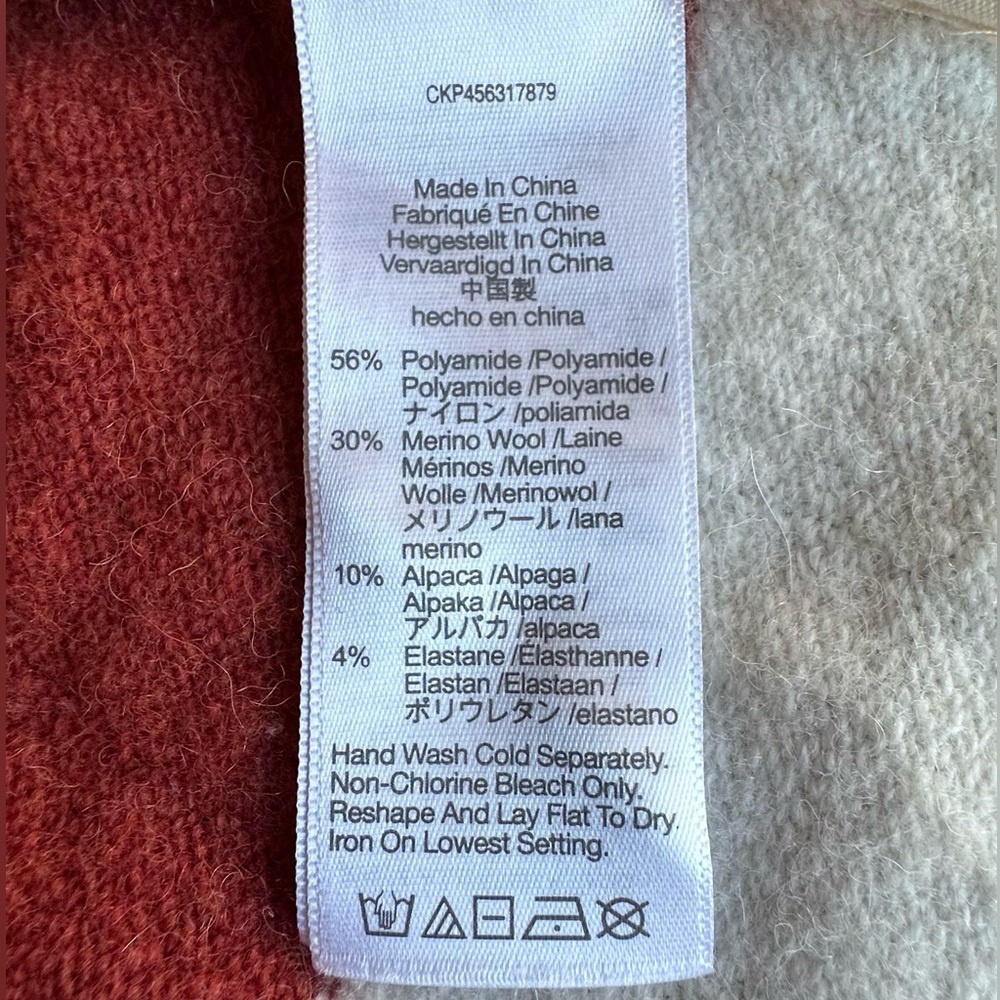 CKP456317879
Made In China
Fabriqué En Chine
Hergestellt In China
Vervaardigd In China
中国製
hecho en china
56% Polyamide /Polyamide /
Polyamide /Polyamide /
ナイロン /poliamida
30% Merino Wool /Laine
Mérinos /Merino
Wolle /Merinowol /
メリノウール /lana
merino
10% Alpaca /Alpaga /
Alpaka /Alpaca /
アルパカ /alpaca
4% Elastane /Élasthanne /
Elastan /Elastaan /
ポリウレタン /elastano
Hand Wash Cold Separately.
Non-Chlorine Bleach Only.
Reshape And Lay Flat To Dry.
Iron On Lowest Setting.